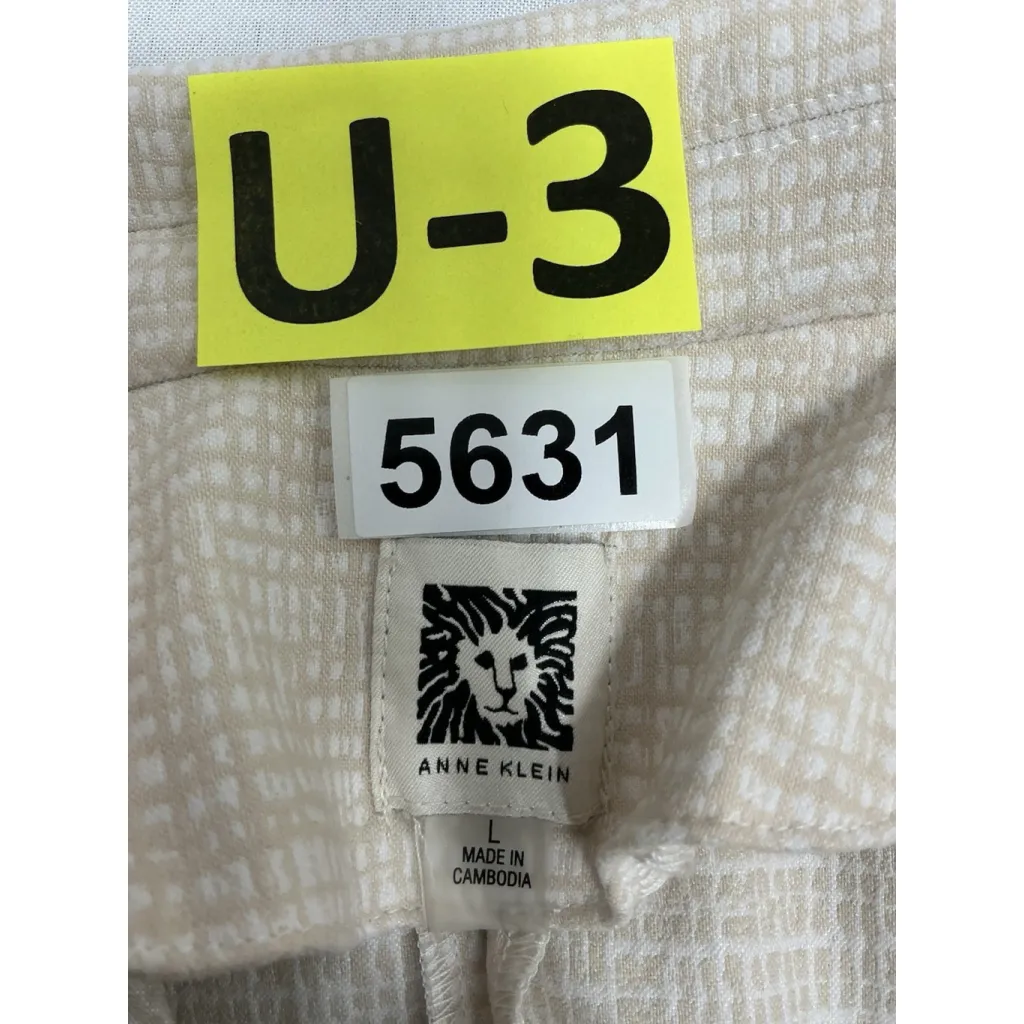 U-3
5631
ANNE KLEIN
L
MADE IN
CAMBODIA